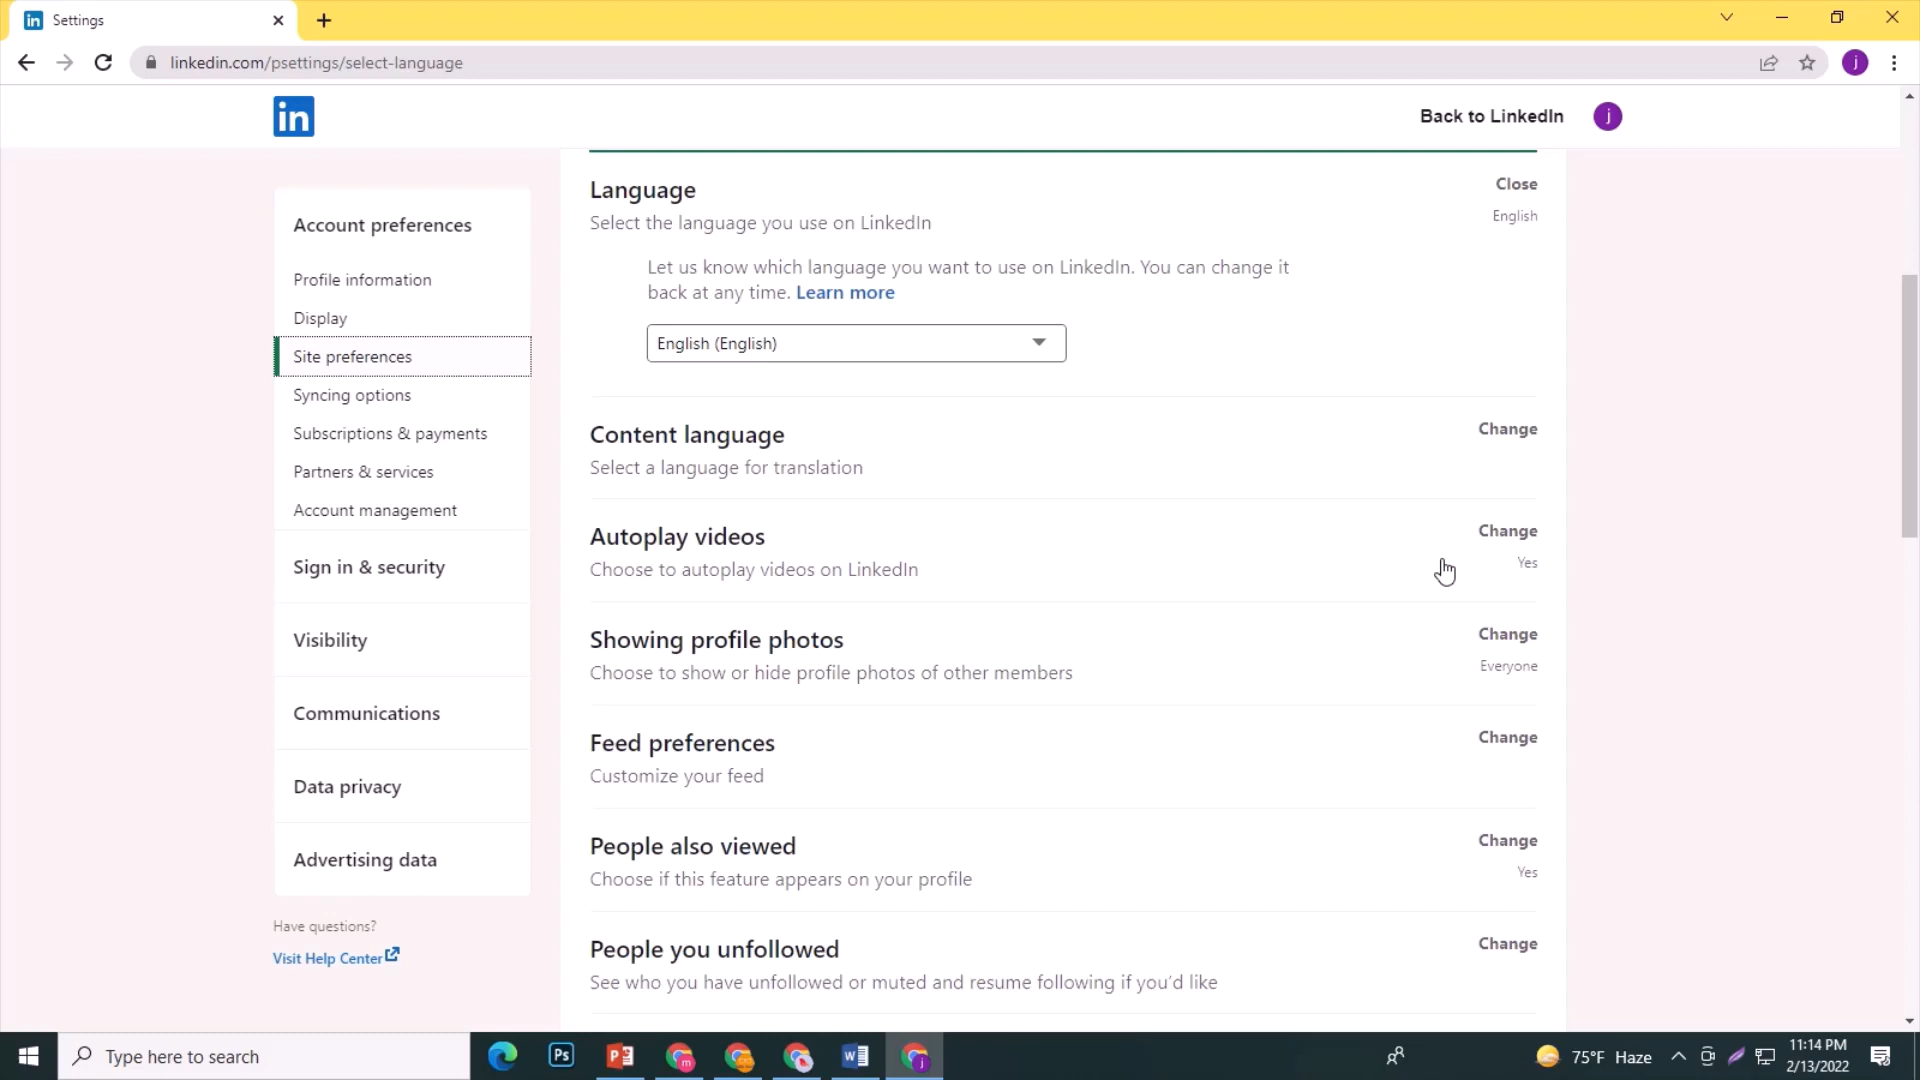 Settings
linkedin.com/psettings/select-language
j
in
Back to LinkedIn
j
Account preferences
Profile information
Display
Site preferences
Syncing options
Subscriptions & payments
Partners & services
Account management
Sign in & security
Visibility
Communications
Data privacy
Advertising data
Have questions?
Visit Help Center
Language
Close
Select the language you use on LinkedIn
English
Let us know which language you want to use on LinkedIn. You can change it
back at any time. Learn more
English (English)
Content language
Change
Select a language for translation
Autoplay videos
Change
Choose to autoplay videos on LinkedIn
Yes
Showing profile photos
Change
Choose to show or hide profile photos of other members
Everyone
Feed preferences
Change
Customize your feed
People also viewed
Change
Choose if this feature appears on your profile
Yes
People you unfollowed
Change
See who you have unfollowed or muted and resume following if you’d like
Type here to search
Ps
P
m
W
j
75°F Haze
11:14 PM
2/13/2022